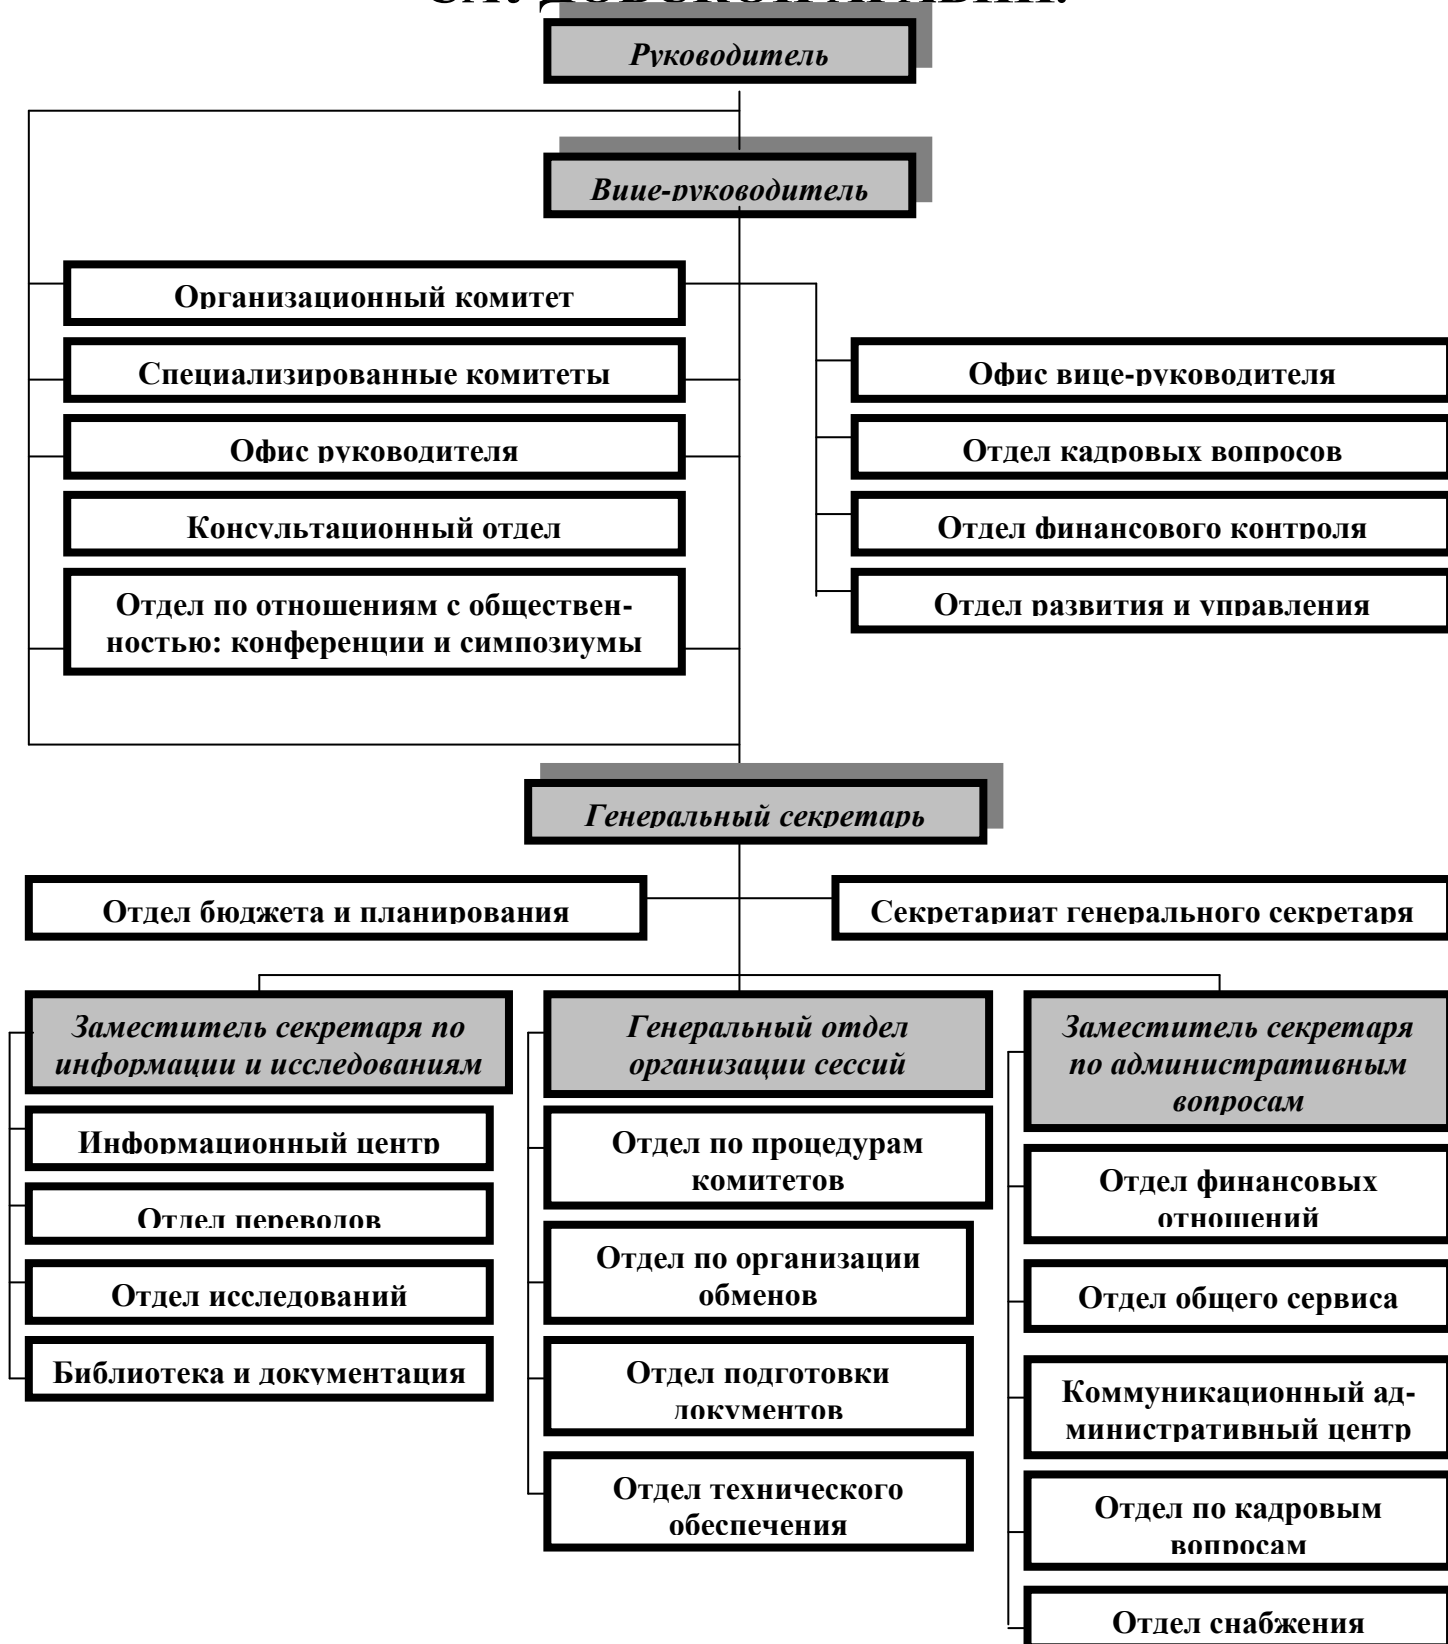 Руководитель
Вице-руководитель
Организационный комитет
Специализированные комитеты
Офис руководителя
Консультационный отдел
Отдел по отношениям с обществен-
ностью: конференции и симпозиумы
Офис вице-руководителя
Отдел кадровых вопросов
Отдел финансового контроля
Отдел развития и управления
Генеральный секретарь
Отдел бюджета и планирования
Секретариат генерального секретаря
Заместитель секретаря по
информации и исследованиям
Информационный центр
Отдел переводов
Отдел исследований
Библиотека и документация
Генеральный отдел
организации сессий
Отдел по процедурам
комитетов
Отдел по организации
обменов
Отдел подготовки
документов
Отдел технического
обеспечения
Заместитель секретаря
по административным
вопросам
Отдел финансовых
отношений
Отдел общего сервиса
Коммуникационный ад-
министративный центр
Отдел по кадровым
вопросам
Отдел снабжения